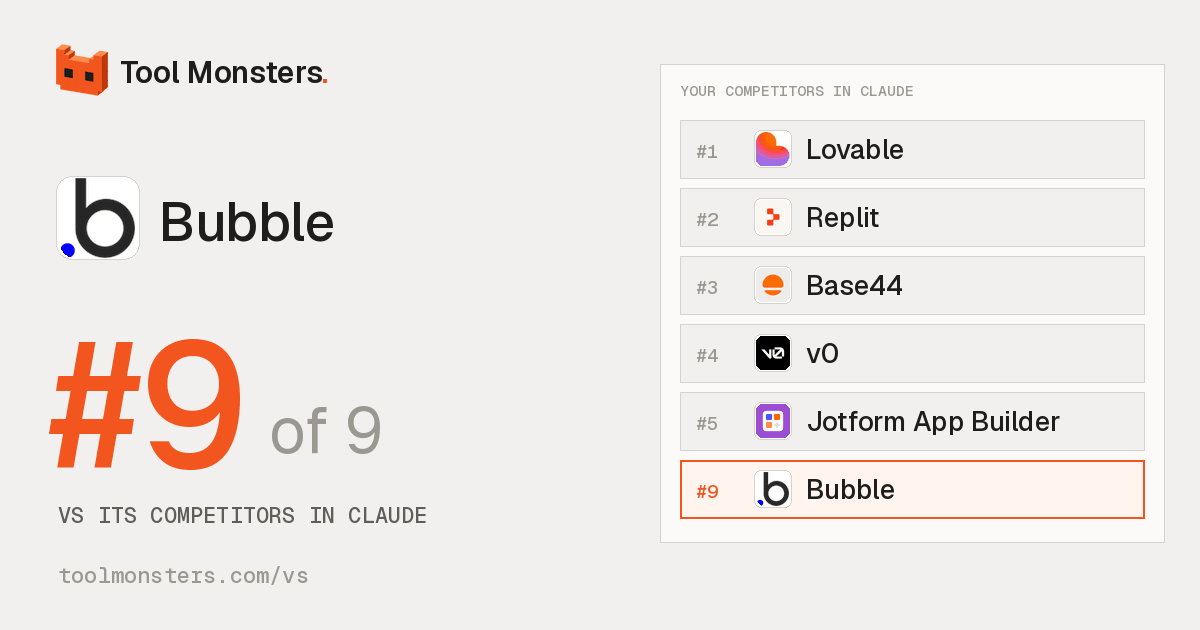 Tool Monsters.
Bubble
#9 of 9
VS ITS COMPETITORS IN CLAUDE
toolmonsters.com/vs
YOUR COMPETITORS IN CLAUDE
#1 Lovable
#2 Replit
#3 Base44
#4 v0 v0
#5 Jotform App Builder
#9 b Bubble